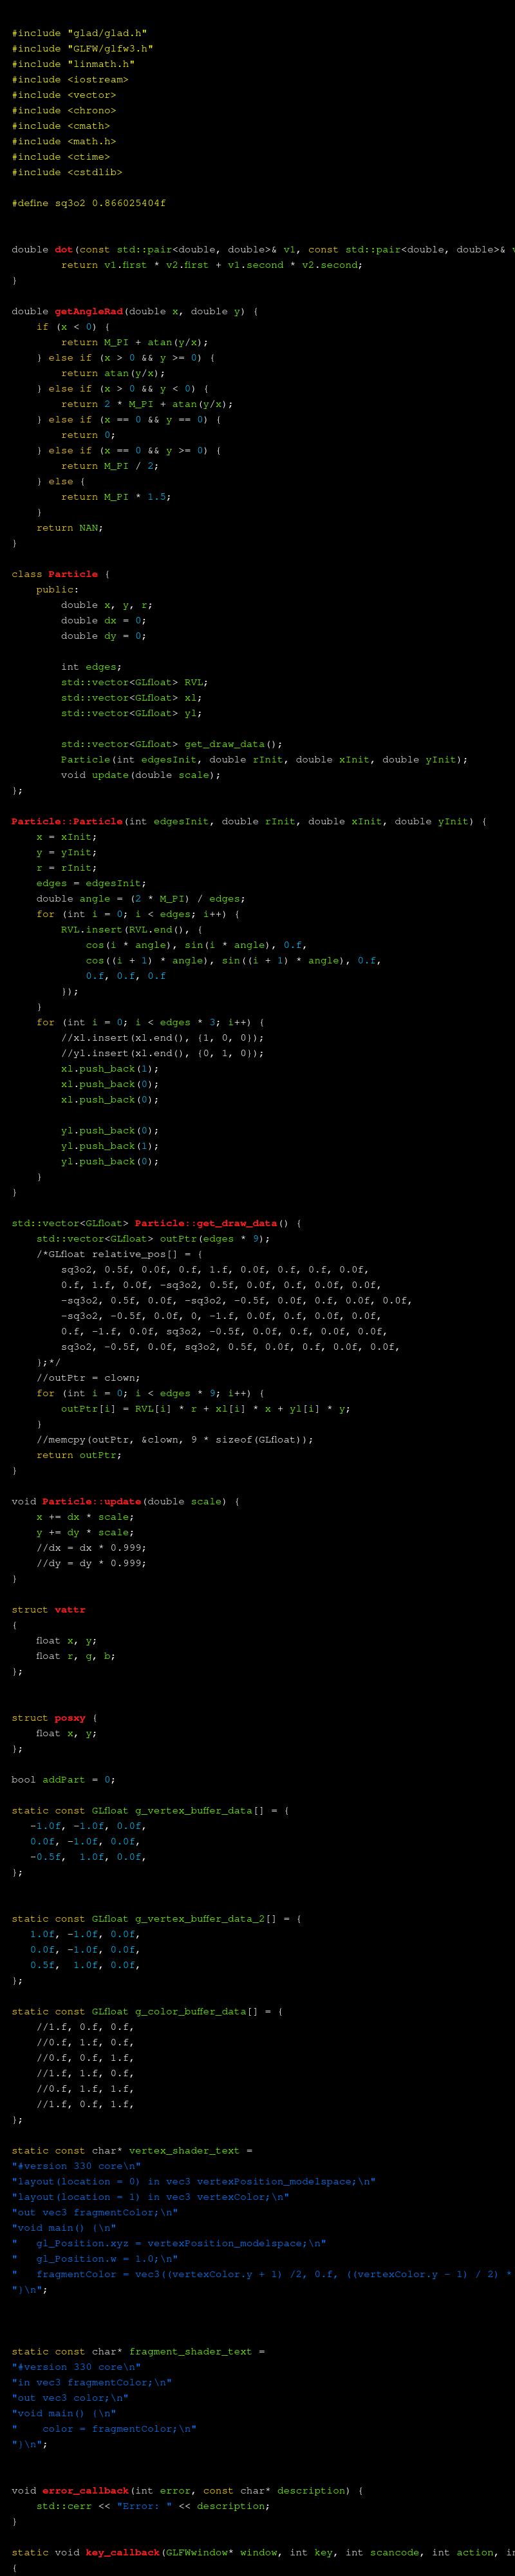 #include "glad/glad.h"
#include "GLFW/glfw3.h"
#include "linmath.h"
#include <iostream>
#include <vector>
#include <chrono>
#include <cmath>
#include <math.h>
#include <ctime>
#include <cstdlib>

#define sq3o2 0.866025404f

double dot(const std::pair<double, double>& v1, const std::pair<double, double>& v
        return v1.first * v2.first + v1.second * v2.second;
}

double getAngleRad(double x, double y) {
    if (x < 0) {
        return M_PI + atan(y/x);
    } else if (x > 0 && y >= 0) {
        return atan(y/x);
    } else if (x > 0 && y < 0) {
        return 2 * M_PI + atan(y/x);
    } else if (x == 0 && y == 0) {
        return 0;
    } else if (x == 0 && y >= 0) {
        return M_PI / 2;
    } else {
        return M_PI * 1.5;
    }
    return NAN;
}

class Particle {
    public:
        double x, y, r;
        double dx = 0;
        double dy = 0;

        int edges;
        std::vector<GLfloat> RVL;
        std::vector<GLfloat> xl;
        std::vector<GLfloat> yl;

        std::vector<GLfloat> get_draw_data();
        Particle(int edgesInit, double rInit, double xInit, double yInit);
        void update(double scale);
};

Particle::Particle(int edgesInit, double rInit, double xInit, double yInit) {
    x = xInit;
    y = yInit;
    r = rInit;
    edges = edgesInit;
    double angle = (2 * M_PI) / edges;
    for (int i = 0; i < edges; i++) {
        RVL.insert(RVL.end(), {
            cos(i * angle), sin(i * angle), 0.f,
            cos((i + 1) * angle), sin((i + 1) * angle), 0.f,
            0.f, 0.f, 0.f
        });
    }
    for (int i = 0; i < edges * 3; i++) {
        //xl.insert(xl.end(), {1, 0, 0});
        //yl.insert(xl.end(), {0, 1, 0});
        xl.push_back(1);
        xl.push_back(0);
        xl.push_back(0);

        yl.push_back(0);
        yl.push_back(1);
        yl.push_back(0);
    }
}

std::vector<GLfloat> Particle::get_draw_data() {
    std::vector<GLfloat> outPtr(edges * 9);
    /*GLfloat relative_pos[] = {
        sq3o2, 0.5f, 0.0f, 0.f, 1.f, 0.0f, 0.f, 0.f, 0.0f,
        0.f, 1.f, 0.0f, -sq3o2, 0.5f, 0.0f, 0.f, 0.0f, 0.0f,
        -sq3o2, 0.5f, 0.0f, -sq3o2, -0.5f, 0.0f, 0.f, 0.0f, 0.0f,
        -sq3o2, -0.5f, 0.0f, 0, -1.f, 0.0f, 0.f, 0.0f, 0.0f,
        0.f, -1.f, 0.0f, sq3o2, -0.5f, 0.0f, 0.f, 0.0f, 0.0f,
        sq3o2, -0.5f, 0.0f, sq3o2, 0.5f, 0.0f, 0.f, 0.0f, 0.0f,
    };*/
    //outPtr = clown;
    for (int i = 0; i < edges * 9; i++) {
        outPtr[i] = RVL[i] * r + xl[i] * x + yl[i] * y;
    }
    //memcpy(outPtr, &clown, 9 * sizeof(GLfloat));
    return outPtr;
}

void Particle::update(double scale) {
    x += dx * scale;
    y += dy * scale;
    //dx = dx * 0.999;
    //dy = dy * 0.999;
}

struct vattr
{
    float x, y;
    float r, g, b;
};

struct posxy {
    float x, y;
};

bool addPart = 0;

static const GLfloat g_vertex_buffer_data[] = {
   -1.0f, -1.0f, 0.0f,
   0.0f, -1.0f, 0.0f,
   -0.5f,  1.0f, 0.0f,
};

static const GLfloat g_vertex_buffer_data_2[] = {
   1.0f, -1.0f, 0.0f,
   0.0f, -1.0f, 0.0f,
   0.5f,  1.0f, 0.0f,
};

static const GLfloat g_color_buffer_data[] = {
    //1.f, 0.f, 0.f,
    //0.f, 1.f, 0.f,
    //0.f, 0.f, 1.f,
    //1.f, 1.f, 0.f,
    //0.f, 1.f, 1.f,
    //1.f, 0.f, 1.f,
};

static const char* vertex_shader_text =
"#version 330 core\n"
"layout(location = 0) in vec3 vertexPosition_modelspace;\n"
"layout(location = 1) in vec3 vertexColor;\n"
"out vec3 fragmentColor;\n"
"void main() {\n"
"   gl_Position.xyz = vertexPosition_modelspace;\n"
"   gl_Position.w = 1.0;\n"
"   fragmentColor = vec3((vertexColor.y + 1) /2, 0.f, ((vertexColor.y - 1) / 2) *
"}\n";

static const char* fragment_shader_text =
"#version 330 core\n"
"in vec3 fragmentColor;\n"
"out vec3 color;\n"
"void main() {\n"
"    color = fragmentColor;\n"
"}\n";

void error_callback(int error, const char* description) {
    std::cerr << "Error: " << description;
}

static void key_callback(GLFWwindow* window, int key, int scancode, int action, in
{